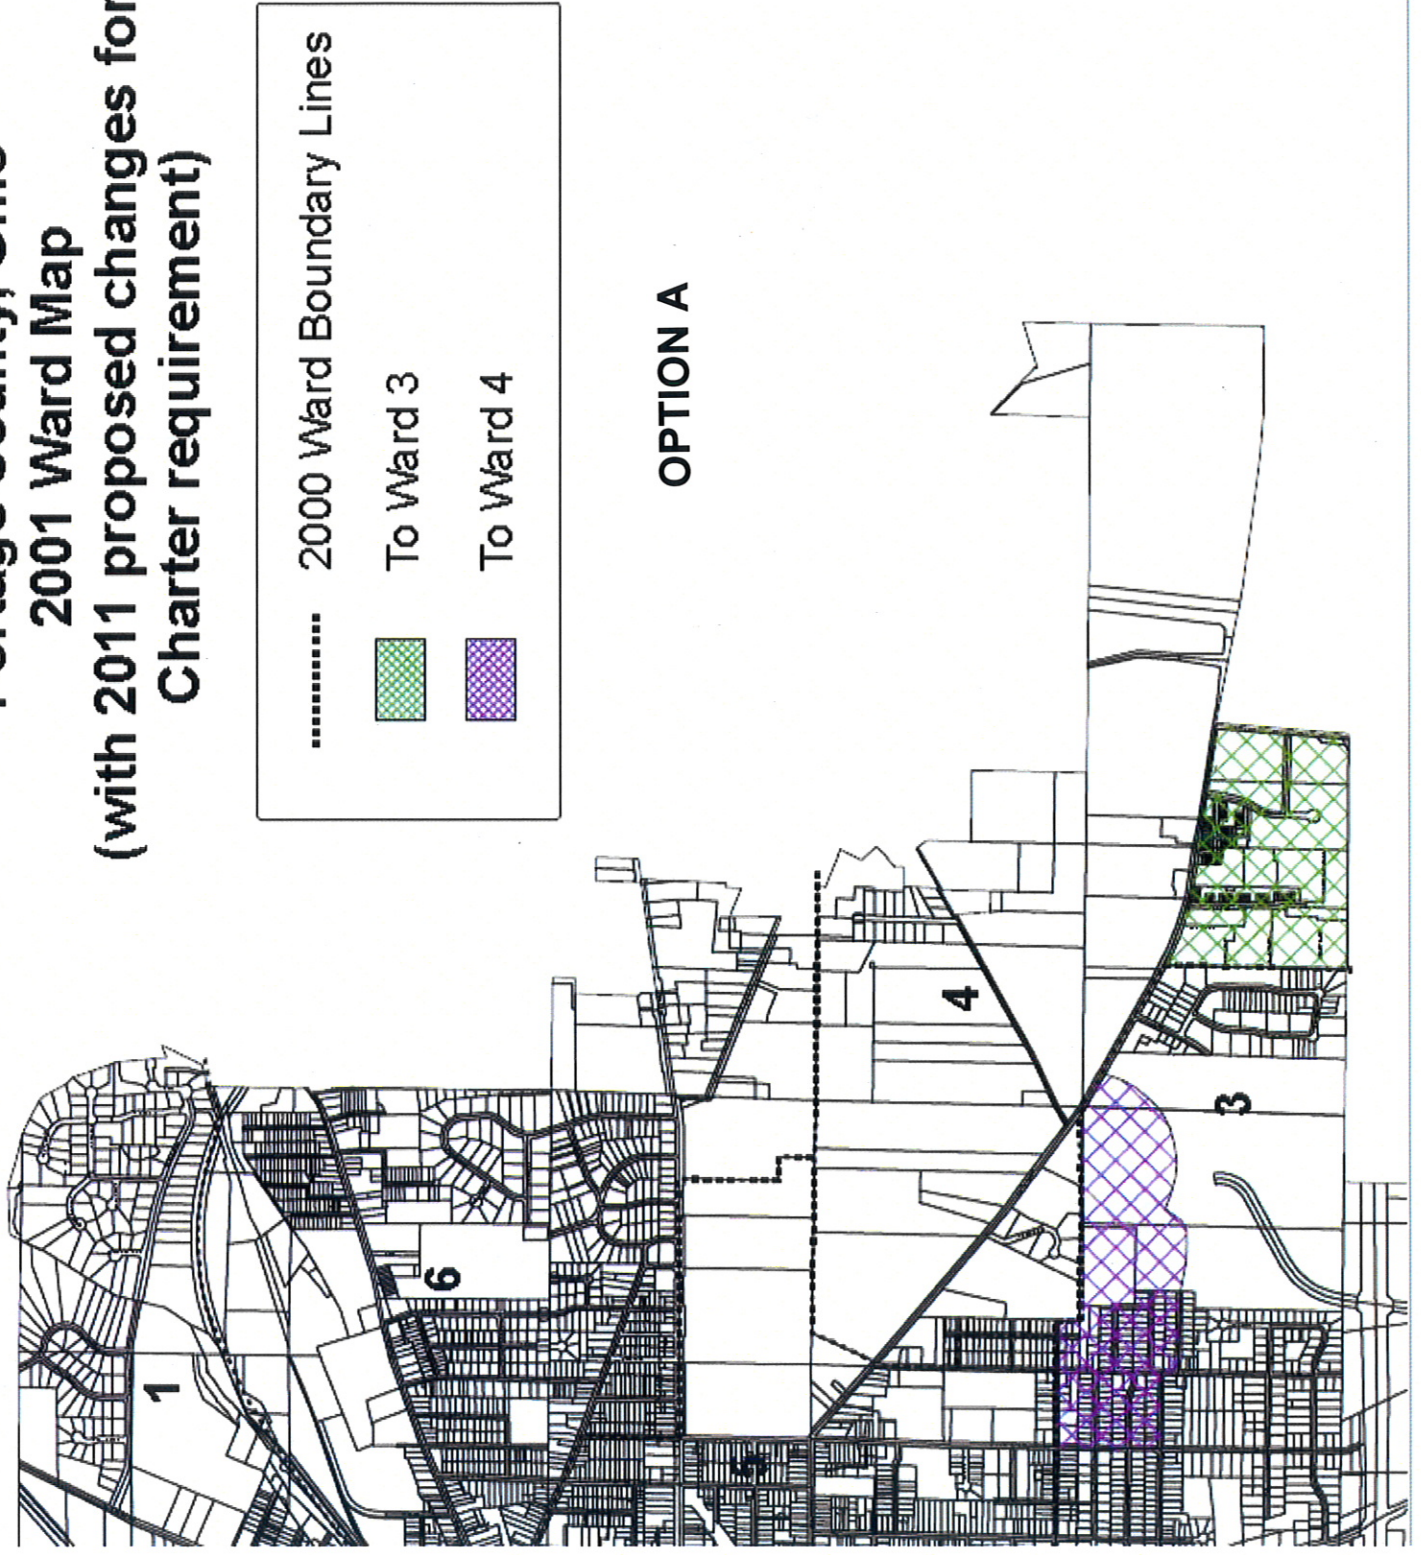 2001 Ward Map
(with 2011 proposed changes for
Charter requirement)
2000 Ward Boundary Lines
To Ward 3
To Ward 4
OPTION A
1
6
5
4
3